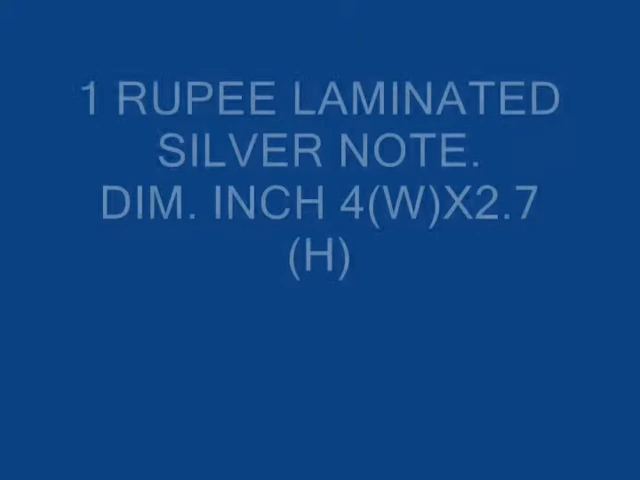 1 RUPEE LAMINATED
SILVER NOTE.
DIM. INCH 4(W)X2.7
(H)